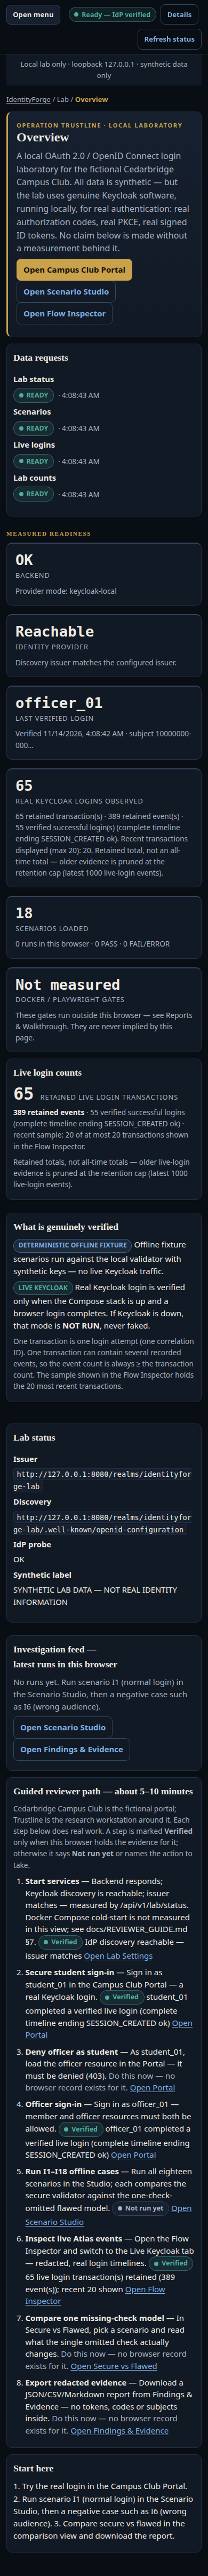 Open menu
Ready — IdP verified
Details
Refresh status
Local lab only · loopback 127.0.0.1 · synthetic data
only
IdentityForge / Lab / Overview
OPERATION TRUSTLINE · LOCAL LABORATORY
Overview
A local OAuth 2.0 / OpenID Connect login
laboratory for the fictional Cedarbridge
Campus Club. All data is synthetic — but
the lab uses genuine Keycloak software,
running locally, for real authentication: real
authorization codes, real PKCE, real signed
ID tokens. No claim below is made without
a measurement behind it.
Open Campus Club Portal
Open Scenario Studio
Open Flow Inspector
Data requests
Lab status
READY · 4:08:43 AM
Scenarios
READY · 4:08:43 AM
Live logins
READY · 4:08:43 AM
Lab counts
READY · 4:08:43 AM
MEASURED READINESS
OK
BACKEND
Provider mode: keycloak-local
Reachable
IDENTITY PROVIDER
Discovery issuer matches the configured issuer.
officer_01
LAST VERIFIED LOGIN
Verified 11/14/2026, 4:08:42 AM · subject 10000000-
000…
65
REAL KEYCLOAK LOGINS OBSERVED
65 retained transaction(s) · 389 retained event(s) ·
55 verified successful login(s) (complete timeline
ending SESSION_CREATED ok). Recent transactions
displayed (max 20): 20. Retained total, not an all-
time total — older evidence is pruned at the
retention cap (latest 1000 live-login events).
18
SCENARIOS LOADED
0 runs in this browser · 0 PASS · 0 FAIL/ERROR
Not measured
DOCKER / PLAYWRIGHT GATES
These gates run outside this browser — see Reports
& Walkthrough. They are never implied by this
page.
Live login counts
65 RETAINED LIVE LOGIN TRANSACTIONS
389 retained events · 55 verified successful logins
(complete timeline ending SESSION_CREATED ok) ·
recent sample: 20 of at most 20 transactions shown
in the Flow Inspector.
Retained totals, not all-time totals — older live-login
evidence is pruned at the retention cap (latest 1000
live-login events).
What is genuinely verified
DETERMINISTIC OFFLINE FIXTURE Offline fixture
scenarios run against the local validator with
synthetic keys — no live Keycloak traffic.
LIVE KEYCLOAK Real Keycloak login is verified
only when the Compose stack is up and a
browser login completes. If Keycloak is down,
that mode is NOT RUN, never faked.
One transaction is one login attempt (one correlation
ID). One transaction can contain several recorded
events, so the event count is always ≥ the transaction
count. The sample shown in the Flow Inspector holds
the 20 most recent transactions.
Lab status
Issuer
http://127.0.0.1:8080/realms/identityfor
ge-lab
Discovery
http://127.0.0.1:8080/realms/identityfor
ge-lab/.well-known/openid-configuration
IdP probe
OK
Synthetic label
SYNTHETIC LAB DATA — NOT REAL IDENTITY
INFORMATION
Investigation feed —
latest runs in this browser
No runs yet. Run scenario I1 (normal login) in
the Scenario Studio, then a negative case such
as I6 (wrong audience).
Open Scenario Studio
Open Findings & Evidence
Guided reviewer path — about 5–10 minutes
Cedarbridge Campus Club is the fictional portal;
Trustline is the research workstation around it. Each
step below does real work. A step is marked Verified
only when this browser holds the evidence for it;
otherwise it says Not run yet or names the action to
take.
1. Start services — Backend responds;
Keycloak discovery is reachable; issuer
matches — measured by /api/v1/lab/status.
Docker Compose cold-start is not measured
in this view; see docs/REVIEWER_GUIDE.md
§7. Verified IdP discovery reachable —
issuer matches Open Lab Settings
2. Secure student sign-in — Sign in as
student_01 in the Campus Club Portal — a
real Keycloak login. Verified student_01
completed a verified live login (complete
timeline ending SESSION_CREATED ok) Open
Portal
3. Deny officer as student — As student_01,
load the officer resource in the Portal — it
must be denied (403). Do this now — no
browser record exists for it. Open Portal
4. Officer sign-in — Sign in as officer_01 —
member and officer resources must both be
allowed. Verified officer_01 completed a
verified live login (complete timeline ending
SESSION_CREATED ok) Open Portal
5. Run I1–I18 offline cases — Run all eighteen
scenarios in the Studio; each compares the
secure validator against the one-check-
omitted flawed model. Not run yet Open
Scenario Studio
6. Inspect live Atlas events — Open the Flow
Inspector and switch to the Live Keycloak tab
— redacted, real login timelines. Verified
65 live login transaction(s) retained (389
event(s)); recent 20 shown Open Flow
Inspector
7. Compare one missing-check model — In
Secure vs Flawed, pick a scenario and read
what the single omitted check actually
changes. Do this now — no browser record
exists for it. Open Secure vs Flawed
8. Export redacted evidence — Download a
JSON/CSV/Markdown report from Findings &
Evidence — no tokens, codes or subjects
inside. Do this now — no browser record
exists for it. Open Findings & Evidence
Start here
1. Try the real login in the Campus Club Portal.
2. Run scenario I1 (normal login) in the Scenario
Studio, then a negative case such as I6 (wrong
audience). 3. Compare secure vs flawed in the
comparison view and download the report.